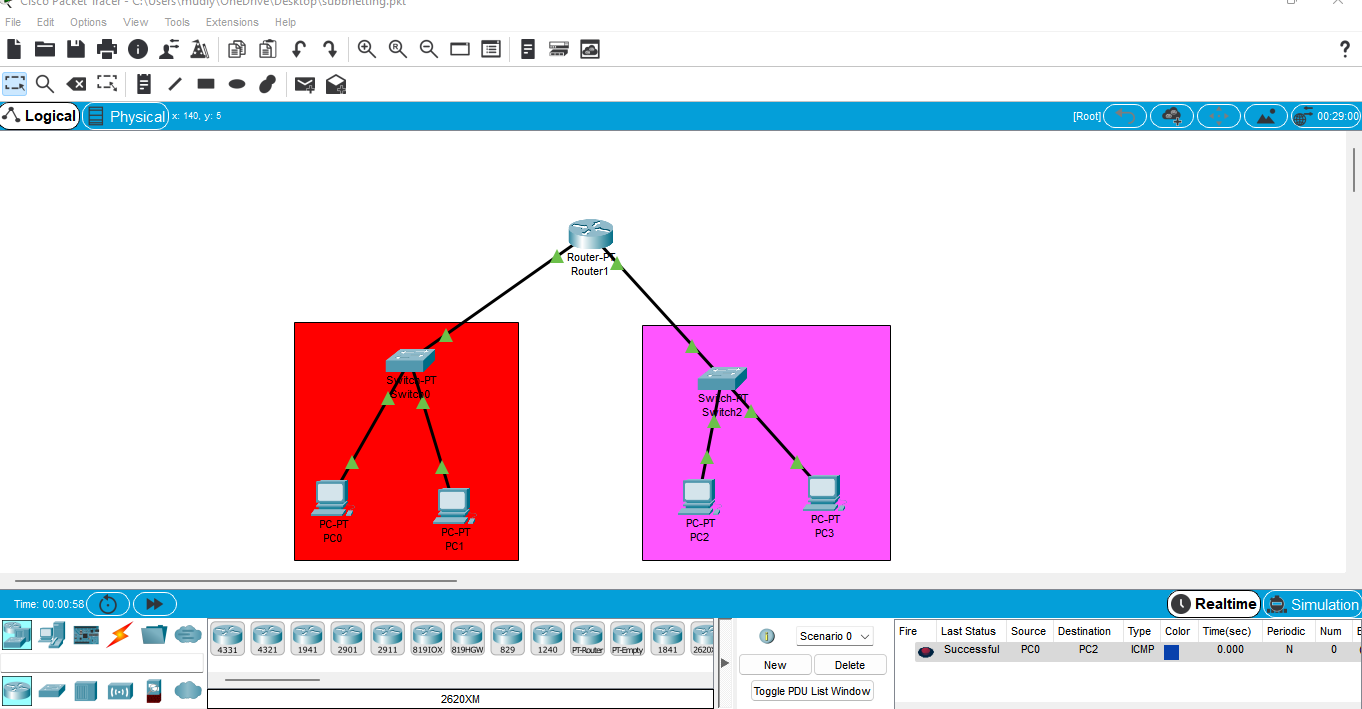 Cisco Packet Tracer - C:\Users\mudiy\OneDrive\Desktop\subbnetting.pkt
File Edit Options View Tools Extensions Help
?
Logical Physical x: 140, y: 5 [Root] 00:29:00
Router-PT
Router1
Switch-PT
Switch0
Switch-PT
Switch2
PC-PT
PC0
PC-PT
PC1
PC-PT
PC2
PC-PT
PC3
Time: 00:00:58 Realtime Simulation
4331 4321 1941 2901 2911 819IOX 819HGW 829 1240 PT-Router PT-Empty 1841 2620
2620XM
Scenario 0
New Delete
Toggle PDU List Window
Fire Last Status Source Destination Type Color Time(sec) Periodic Num E
Successful PC0 PC2 ICMP 0.000 N 0